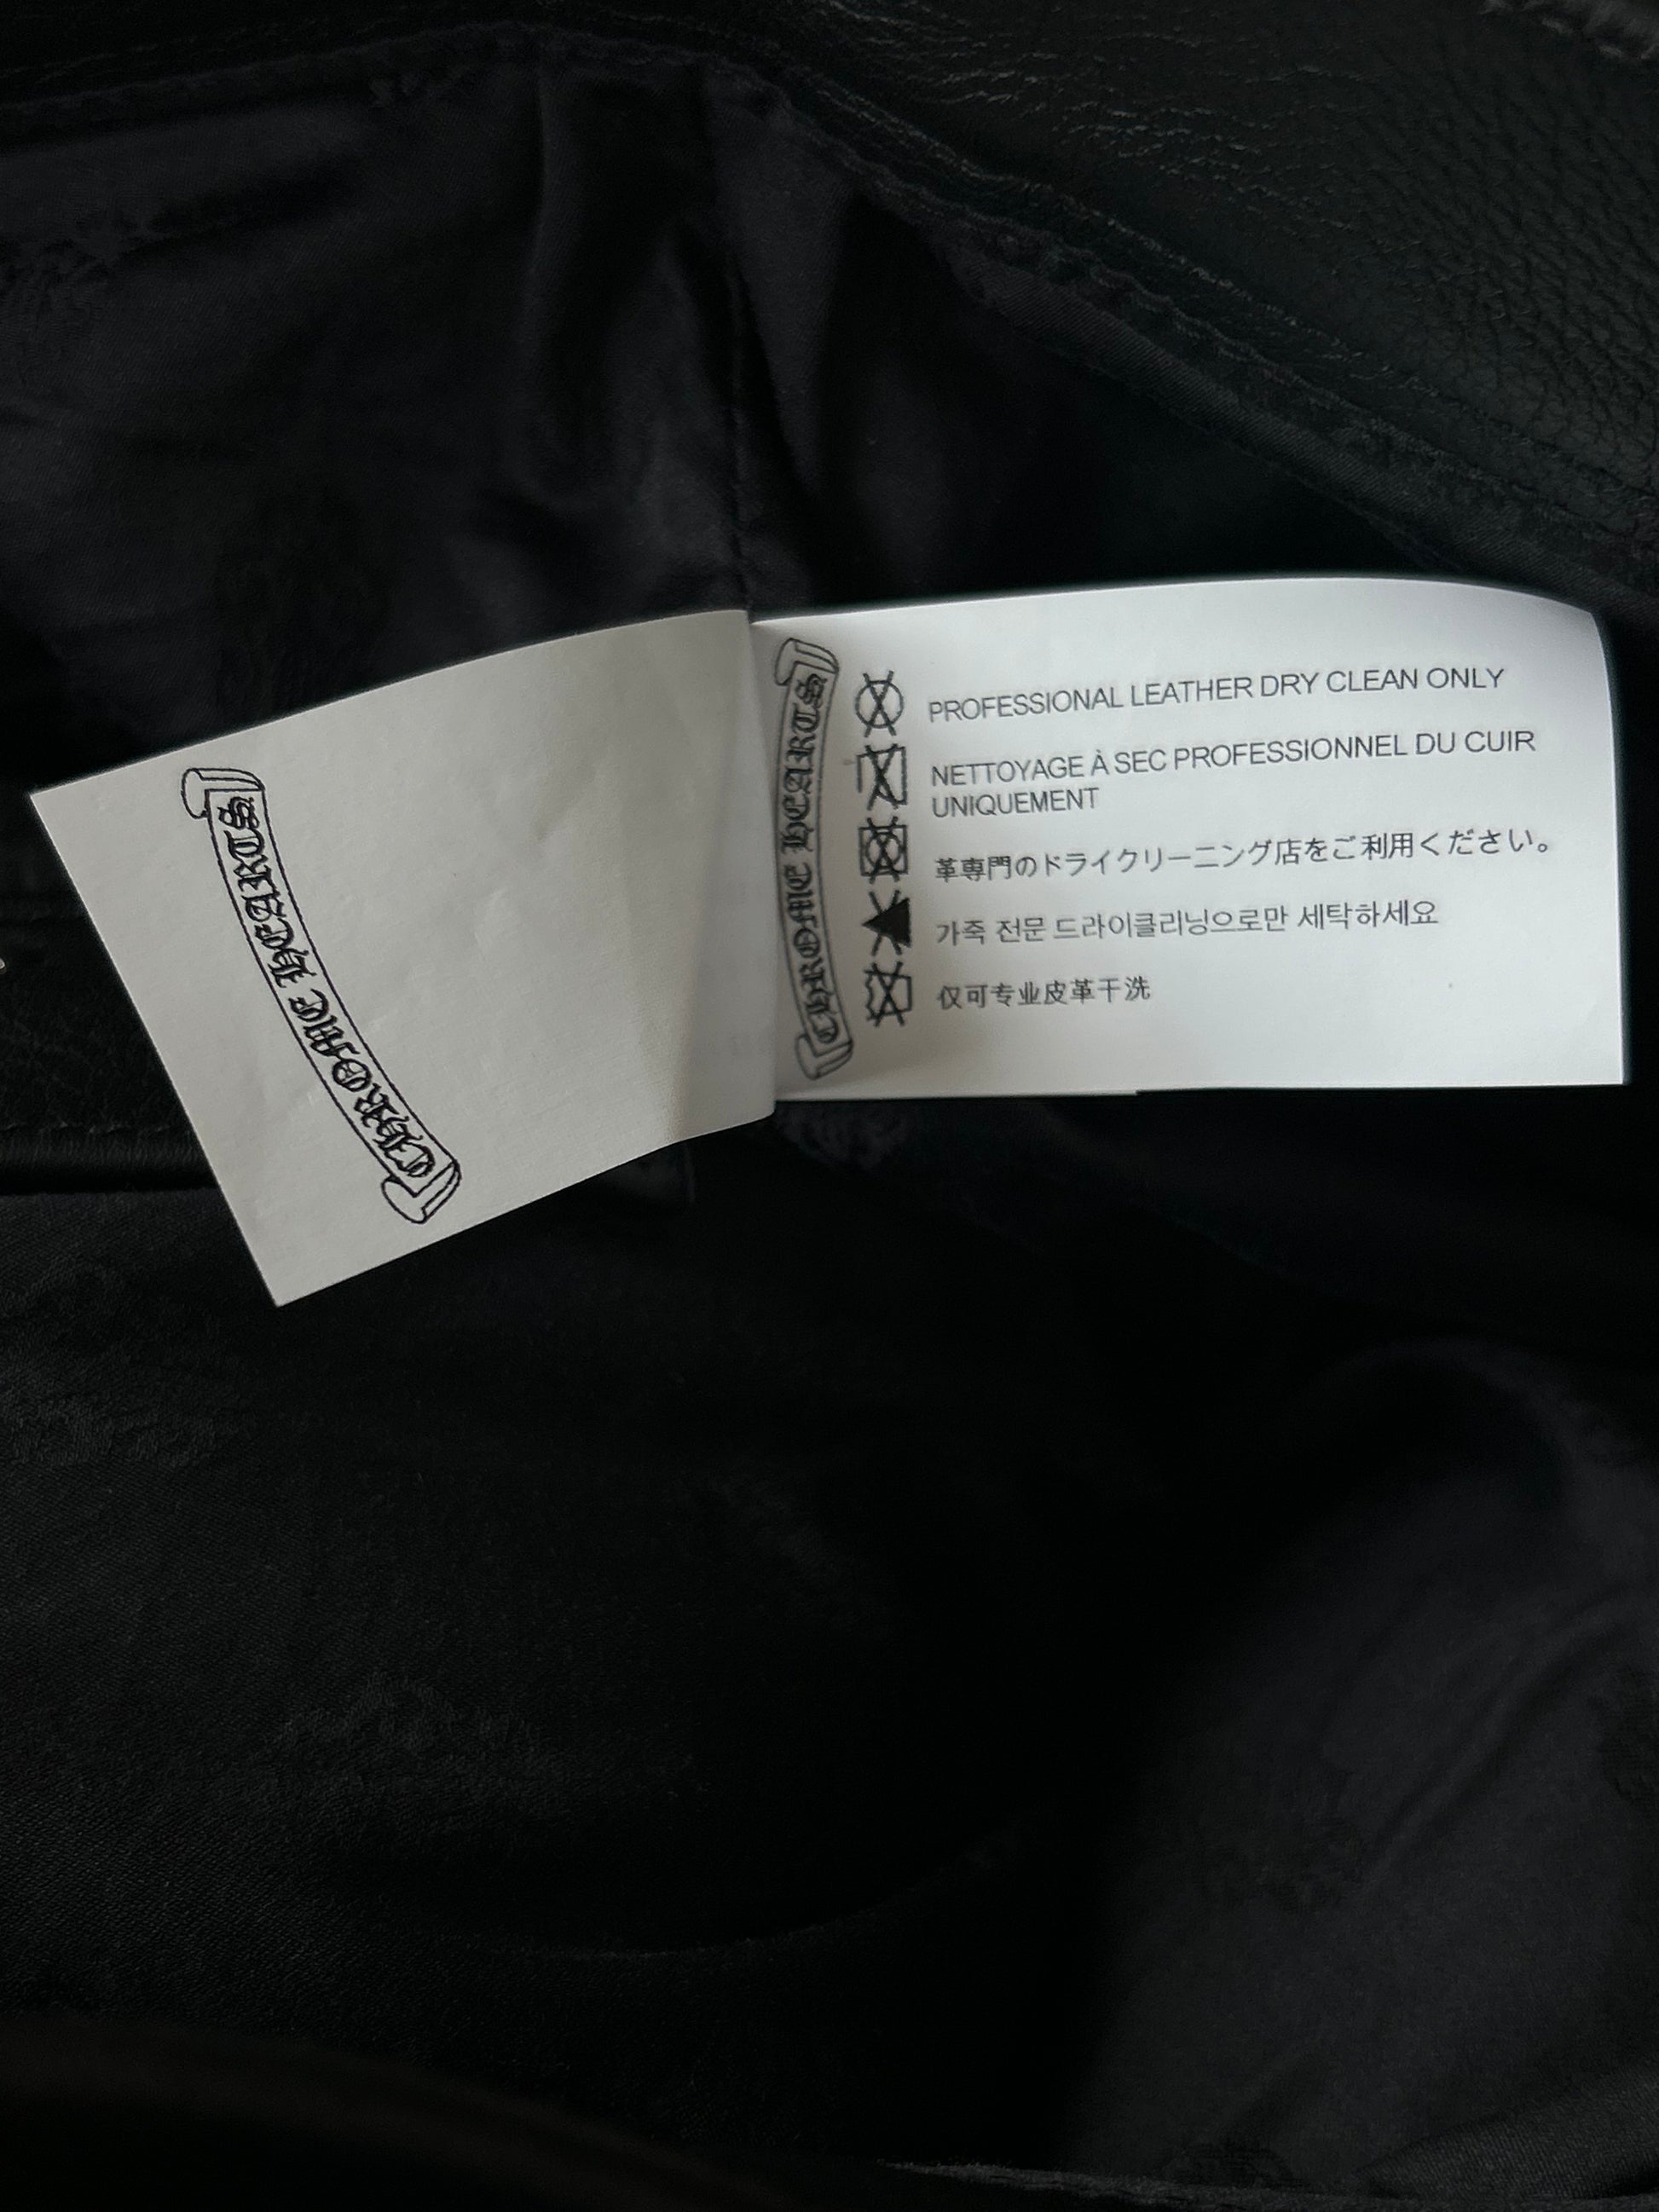 CHROME HEARTS
CHROME HEARTS
PROFESSIONAL LEATHER DRY CLEAN ONLY
NETTOYAGE À SEC PROFESSIONNEL DU CUIR
UNIQUEMENT
革専門のドライクリーニング店をご利用ください。
가죽 전문 드라이클리닝으로만 세탁하세요
仅可专业皮革干洗